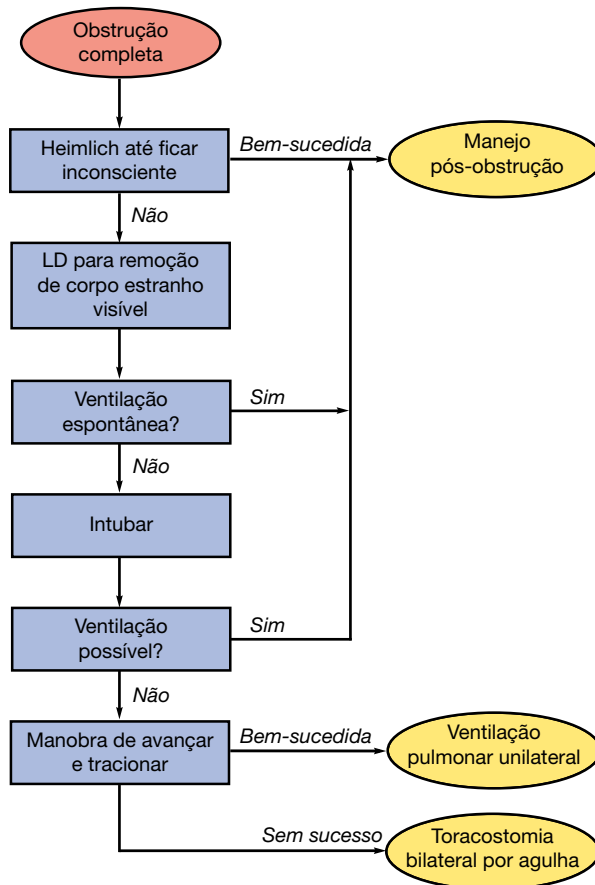 Obstrução
completa
Heimlich até ficar
inconsciente
Bem-sucedida
Manejo
pós-obstrução
Não
LD para remoção
de corpo estranho
visível
Ventilação
espontânea?
Sim
Não
Intubar
Ventilação
possível?
Sim
Não
Manobra de avançar
e tracionar
Bem-sucedida
Ventilação
pulmonar unilateral
Sem sucesso
Toracostomia
bilateral por agulha